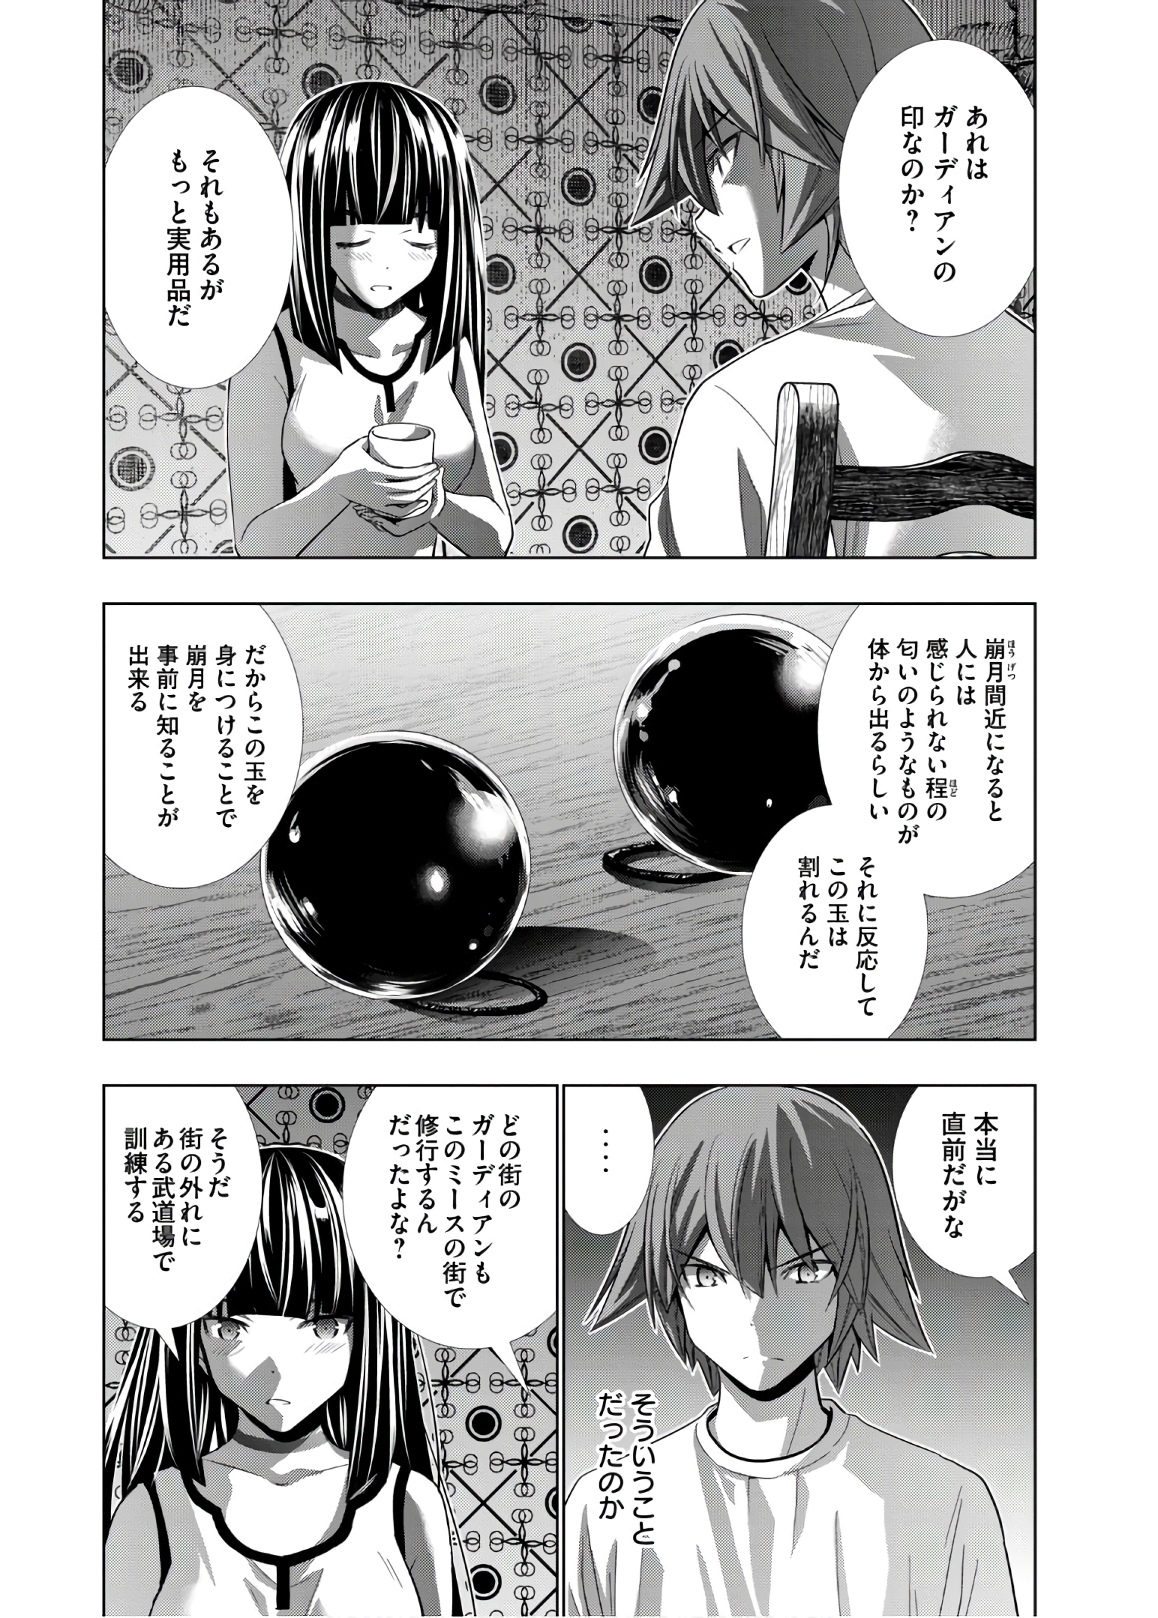 あれは
ガーディアンの
印なのか?
それもあるが
もっと実用品だ
崩月間近になると
ほうげつ
人には
感じられない程の
ほど
匂いのようなものが
体から出るらしい
それに反応して
この玉は
割れるんだ
だからこの玉を
身につけることで
崩月を
事前に知ることが
出来る
本当に
直前だがな
‥‥
そういうこと
だったのか
どの街の
ガーディアンも
このミースの街で
修行するん
だったよな?
そうだ
街の外れに
ある武道場で
訓練する